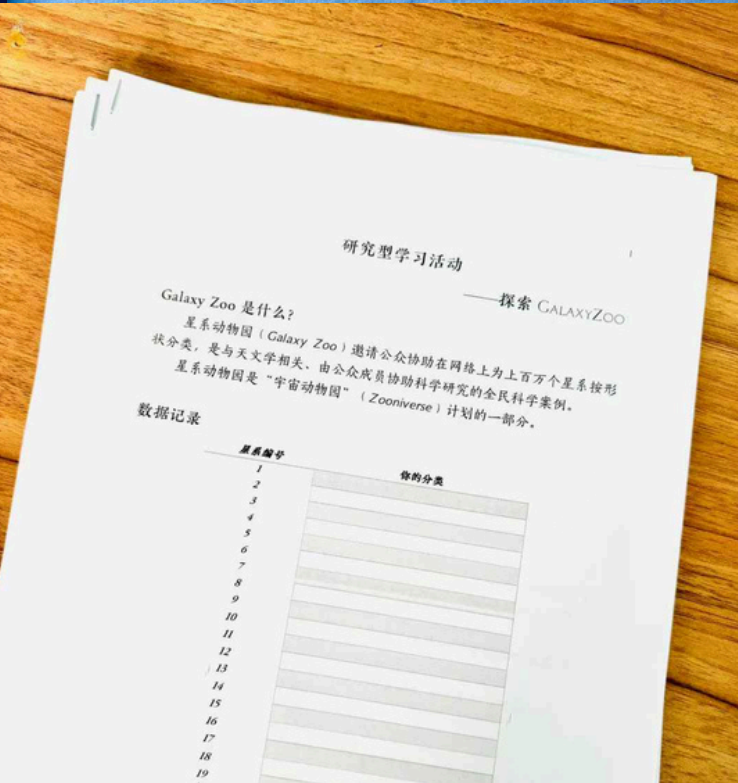 研究型学习活动
——探索 GALAXYZOO
Galaxy Zoo 是什么?
星系动物园（Galaxy Zoo）邀请公众协助在网络上为上百万个星系按形
状分类，是与天文学相关、由公众成员协助科学研究的全民科学案例。
星系动物园是“宇宙动物园”（Zooniverse）计划的一部分。
数据记录
星系编号 你的分类
1
2
3
4
5
6
7
8
9
10
11
12
13
14
15
16
17
18
19